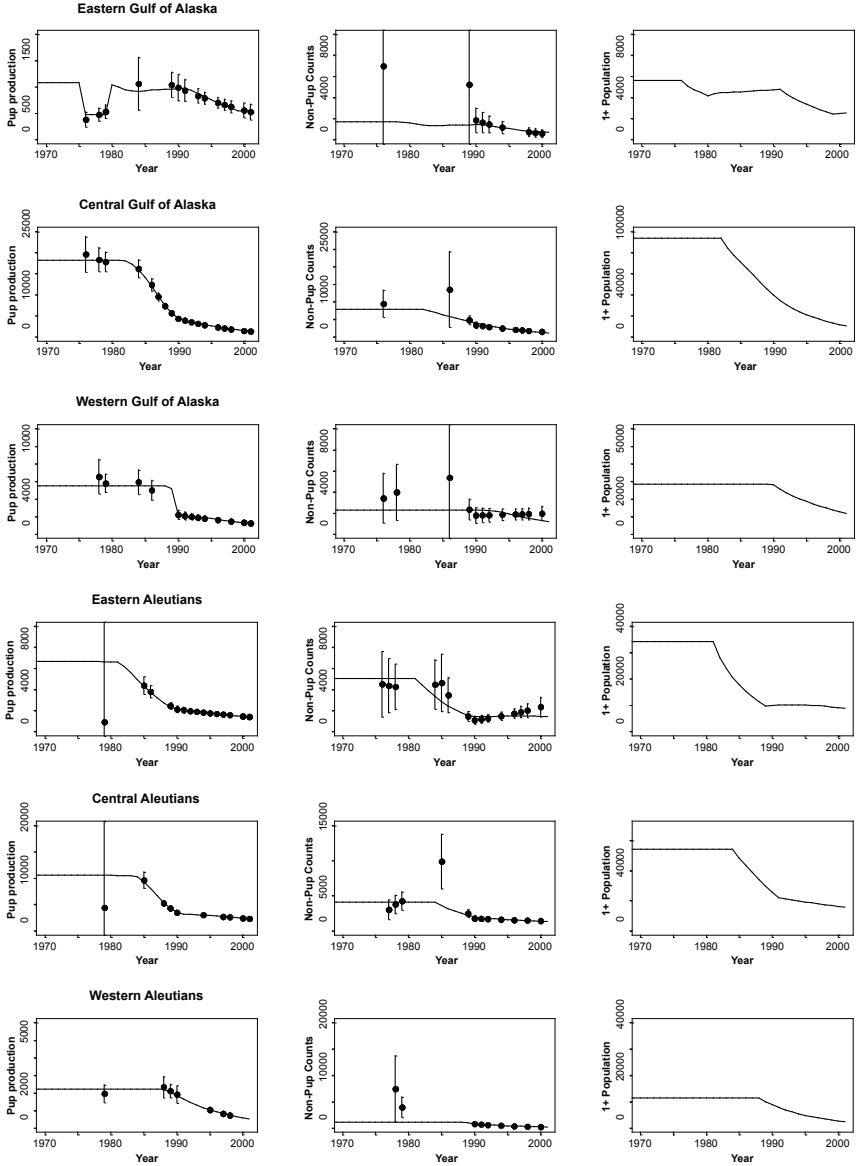 Eastern Gulf of Alaska
Pup production
0 500 1500
1970 1980 1990 2000
Year
Non-Pup Counts
0 4000 8000
1970 1980 1990 2000
Year
1+ Population
0 4000 8000
1970 1980 1990 2000
Year
Central Gulf of Alaska
Pup production
0 10000 25000
1970 1980 1990 2000
Year
Non-Pup Counts
0 10000 25000
1970 1980 1990 2000
Year
1+ Population
0 40000 100000
1970 1980 1990 2000
Year
Western Gulf of Alaska
Pup production
0 4000 10000
1970 1980 1990 2000
Year
Non-Pup Counts
0 4000 10000
1970 1980 1990 2000
Year
1+ Population
0 20000 50000
1970 1980 1990 2000
Year
Eastern Aleutians
Pup production
0 4000 8000
1970 1980 1990 2000
Year
Non-Pup Counts
0 4000 8000
1970 1980 1990 2000
Year
1+ Population
0 20000 40000
1970 1980 1990 2000
Year
Central Aleutians
Pup production
0 10000 20000
1970 1980 1990 2000
Year
Non-Pup Counts
0 5000 15000
1970 1980 1990 2000
Year
1+ Population
0 40000
1970 1980 1990 2000
Year
Western Aleutians
Pup production
0 2000 5000
1970 1980 1990 2000
Year
Non-Pup Counts
0 10000 20000
1970 1980 1990 2000
Year
1+ Population
0 20000 40000
1970 1980 1990 2000
Year